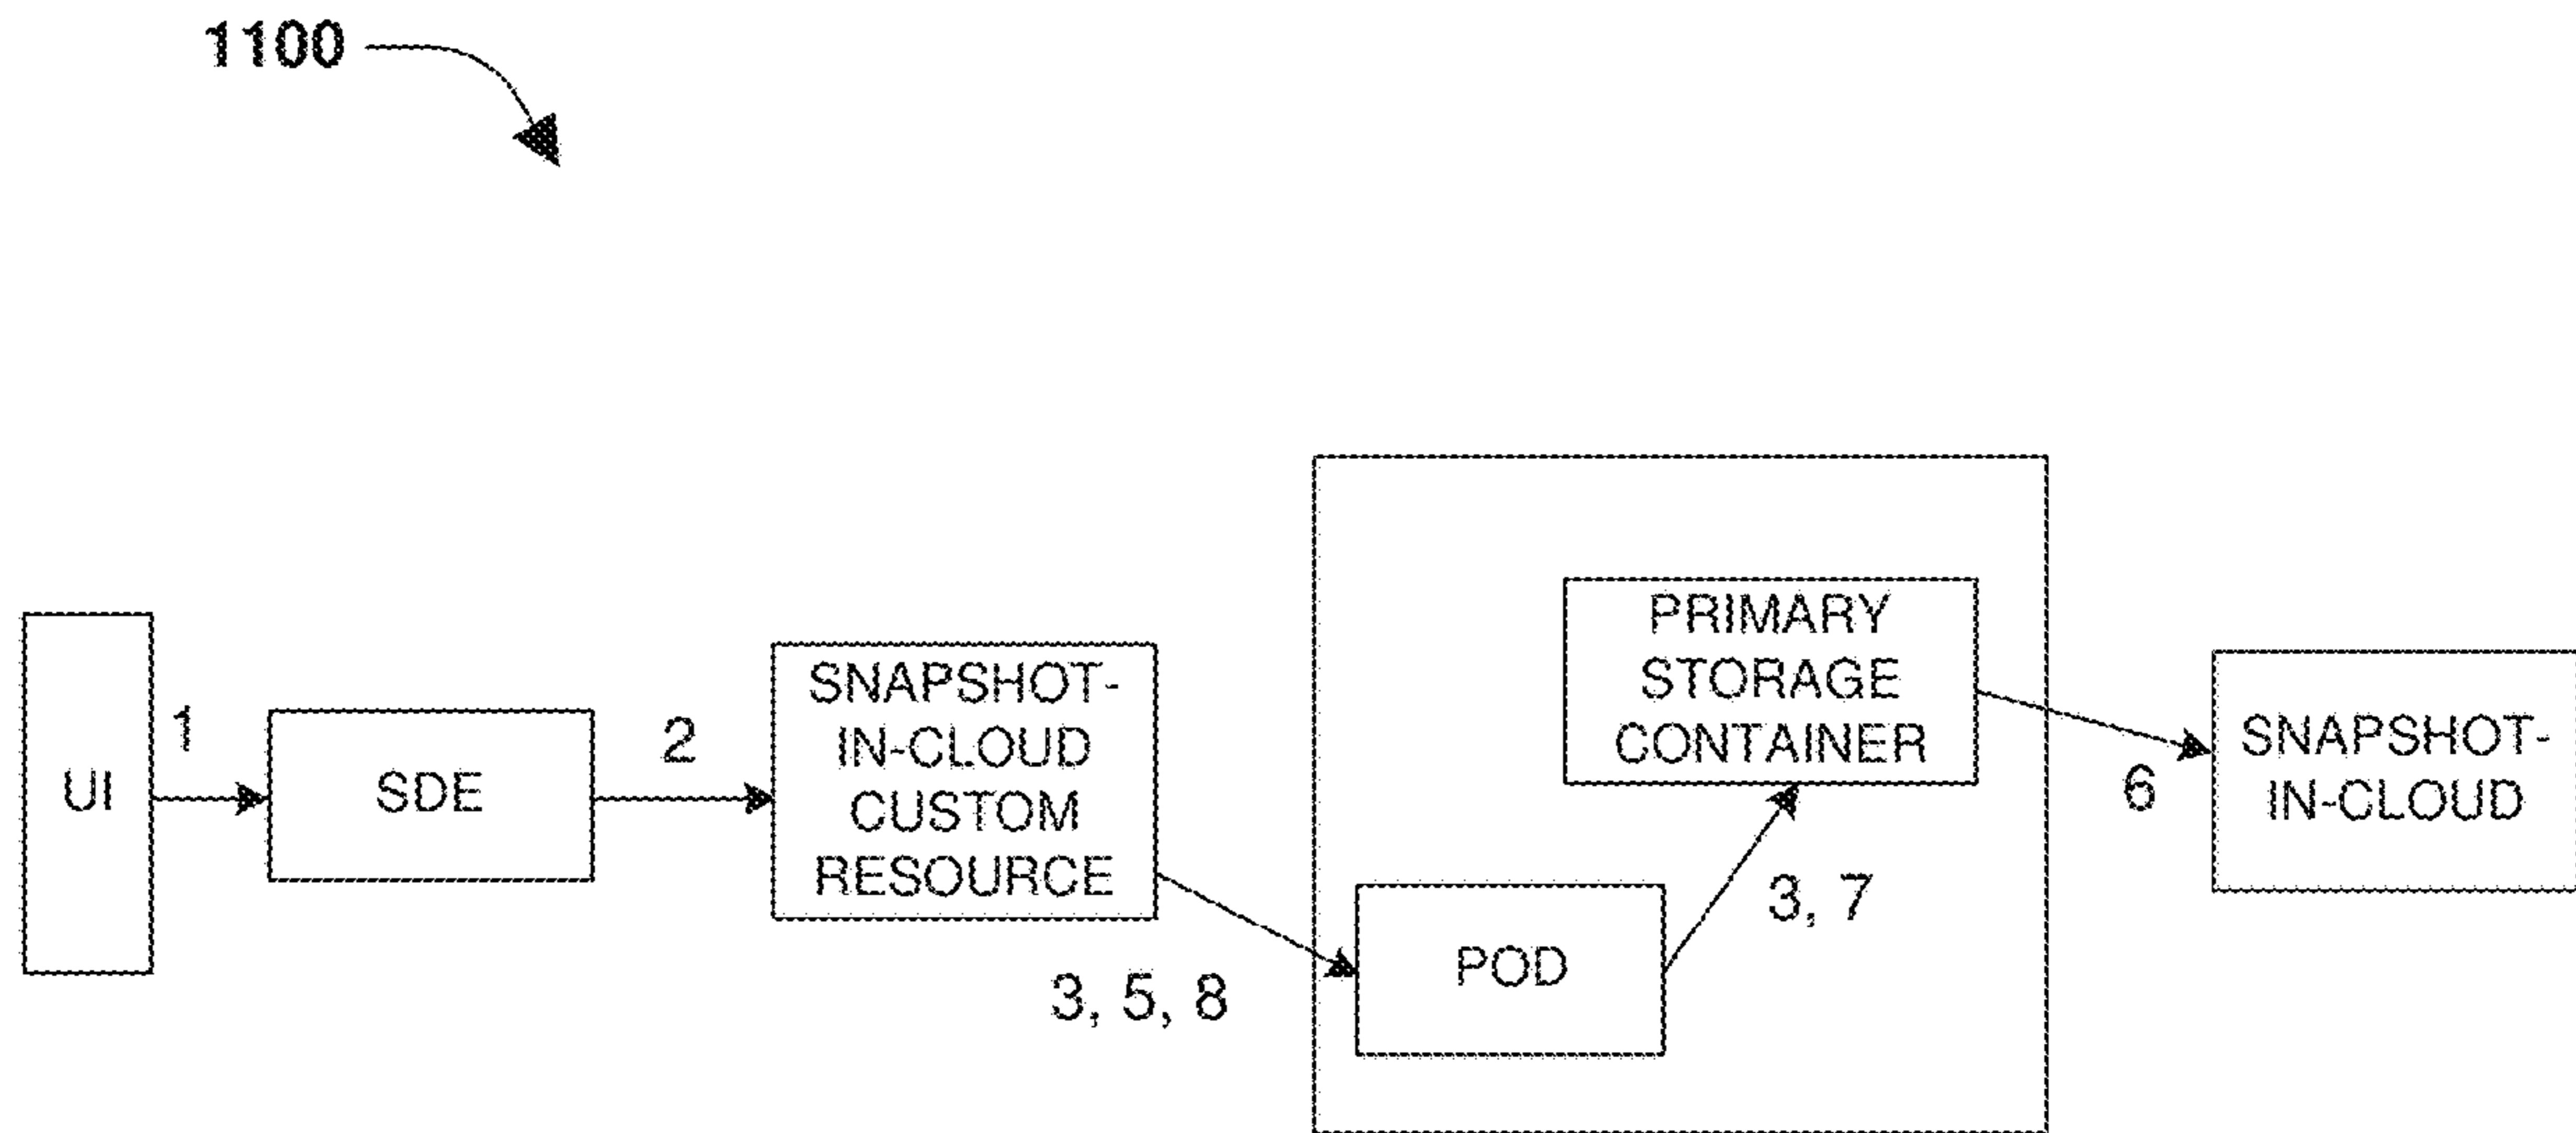 1100
UI
1
SDE
2
SNAPSHOT-
IN-CLOUD
CUSTOM
RESOURCE
3, 5, 8
POD
3, 7
PRIMARY
STORAGE
CONTAINER
6
SNAPSHOT-
IN-CLOUD